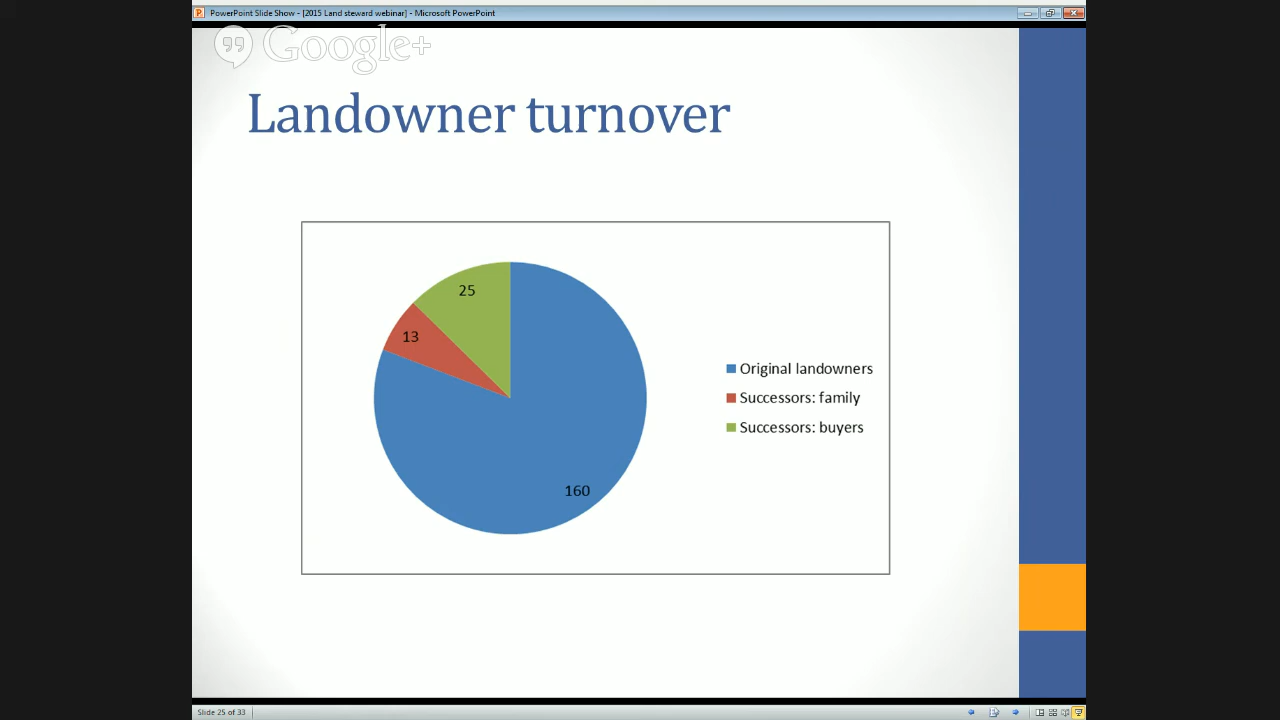 PowerPoint Slide Show - [2015 Land steward webinar] - Microsoft PowerPoint
Google+
Landowner turnover
25
13
160
Original landowners
Successors: family
Successors: buyers
Slide 25 of 33